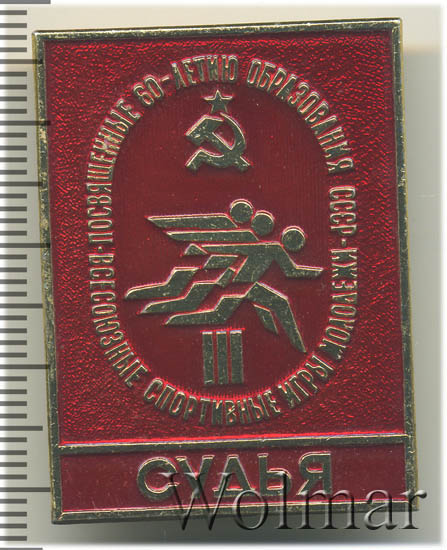 ВСЕСОЮЗНЫЕ СПОРТИВНЫЕ ИГРЫ МОЛОДЕЖИ · ПОСВЯЩЕННЫЕ 60-ЛЕТИЮ ОБРАЗОВАНИЯ СССР ·
III
СУДЬЯ
Wolmar